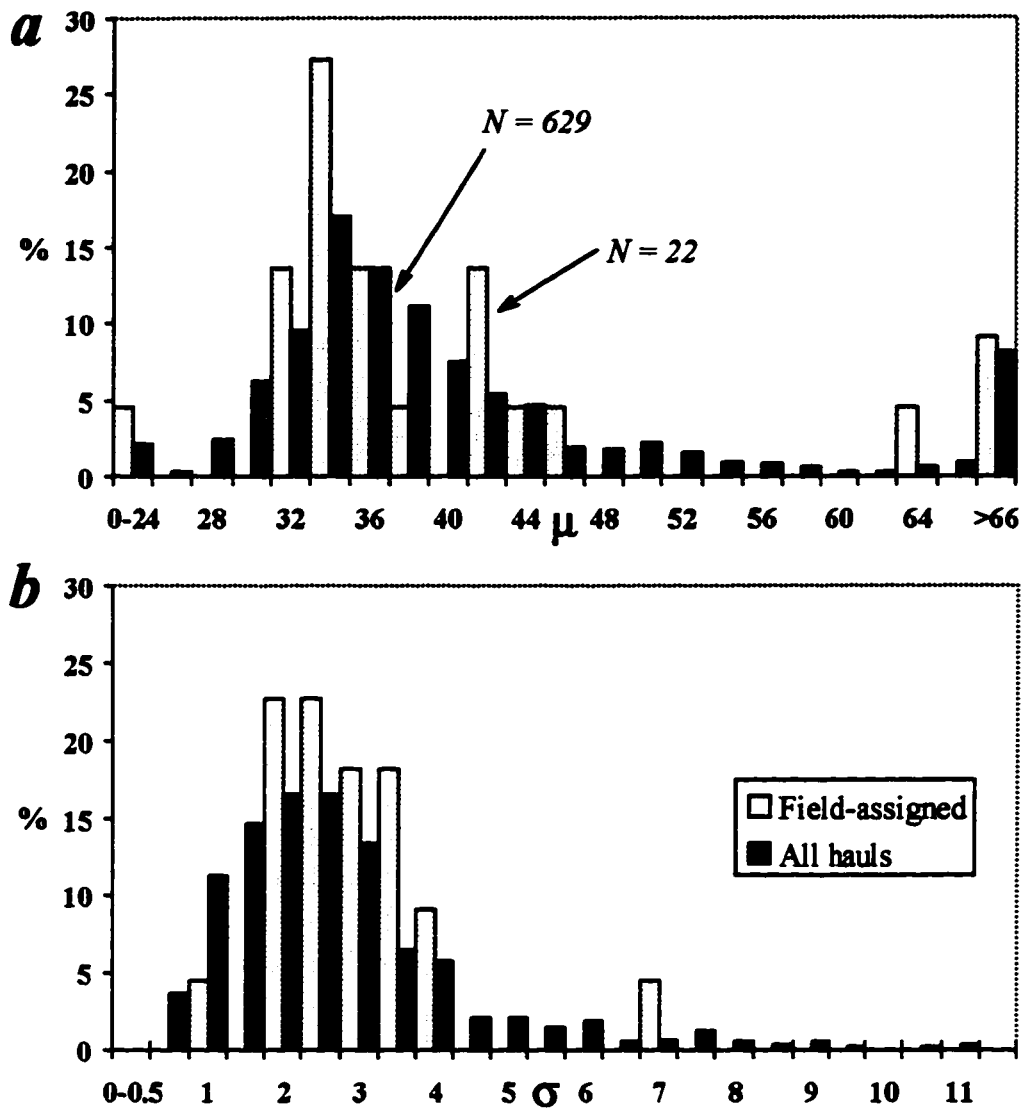 a
30
25
20
15
10
5
0
%
N = 629
N = 22
0-24 28 32 36 40 44 μ 48 52 56 60 64 >66
b
30
25
20
15
10
5
0
%
Field-assigned
All hauls
0-0.5 1 2 3 4 5 σ 6 7 8 9 10 11